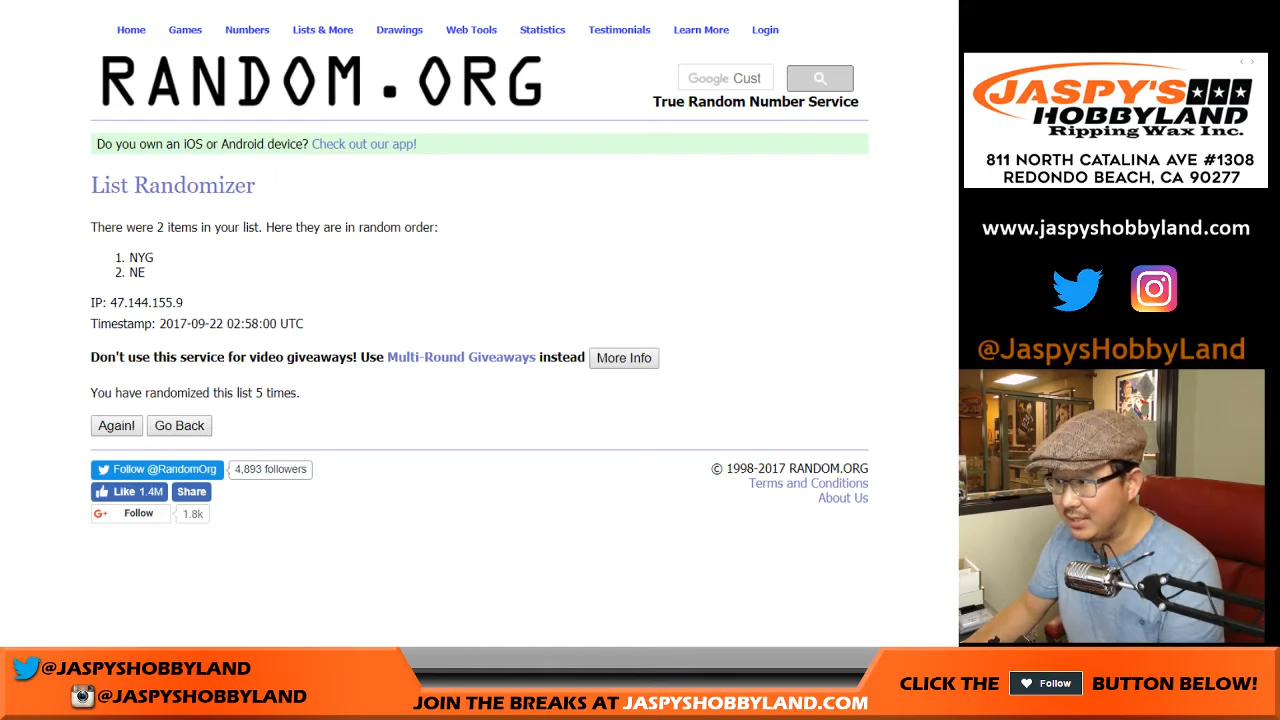 Home Games Numbers Lists & More Drawings Web Tools Statistics Testimonials Learn More Login
RANDOM.ORG
Google Cust
True Random Number Service
Do you own an iOS or Android device? Check out our app!
List Randomizer
There were 2 items in your list. Here they are in random order:
1. NYG
2. NE
IP: 47.144.155.9
Timestamp: 2017-09-22 02:58:00 UTC
Don't use this service for video giveaways! Use Multi-Round Giveaways instead More Info
You have randomized this list 5 times.
Again! Go Back
Follow @RandomOrg 4,893 followers
Like 1.4M Share
G+ Follow 1.8k
© 1998-2017 RANDOM.ORG
Terms and Conditions
About Us
JASPY'S
HOBBYLAND
Ripping Wax Inc.
811 NORTH CATALINA AVE #1308
REDONDO BEACH, CA 90277
www.jaspyshobbyland.com
@JaspysHobbyLand
@JASPYSHOBBYLAND
@JASPYSHOBBYLAND
JOIN THE BREAKS AT JASPYSHOBBYLAND.COM
CLICK THE Follow BUTTON BELOW!